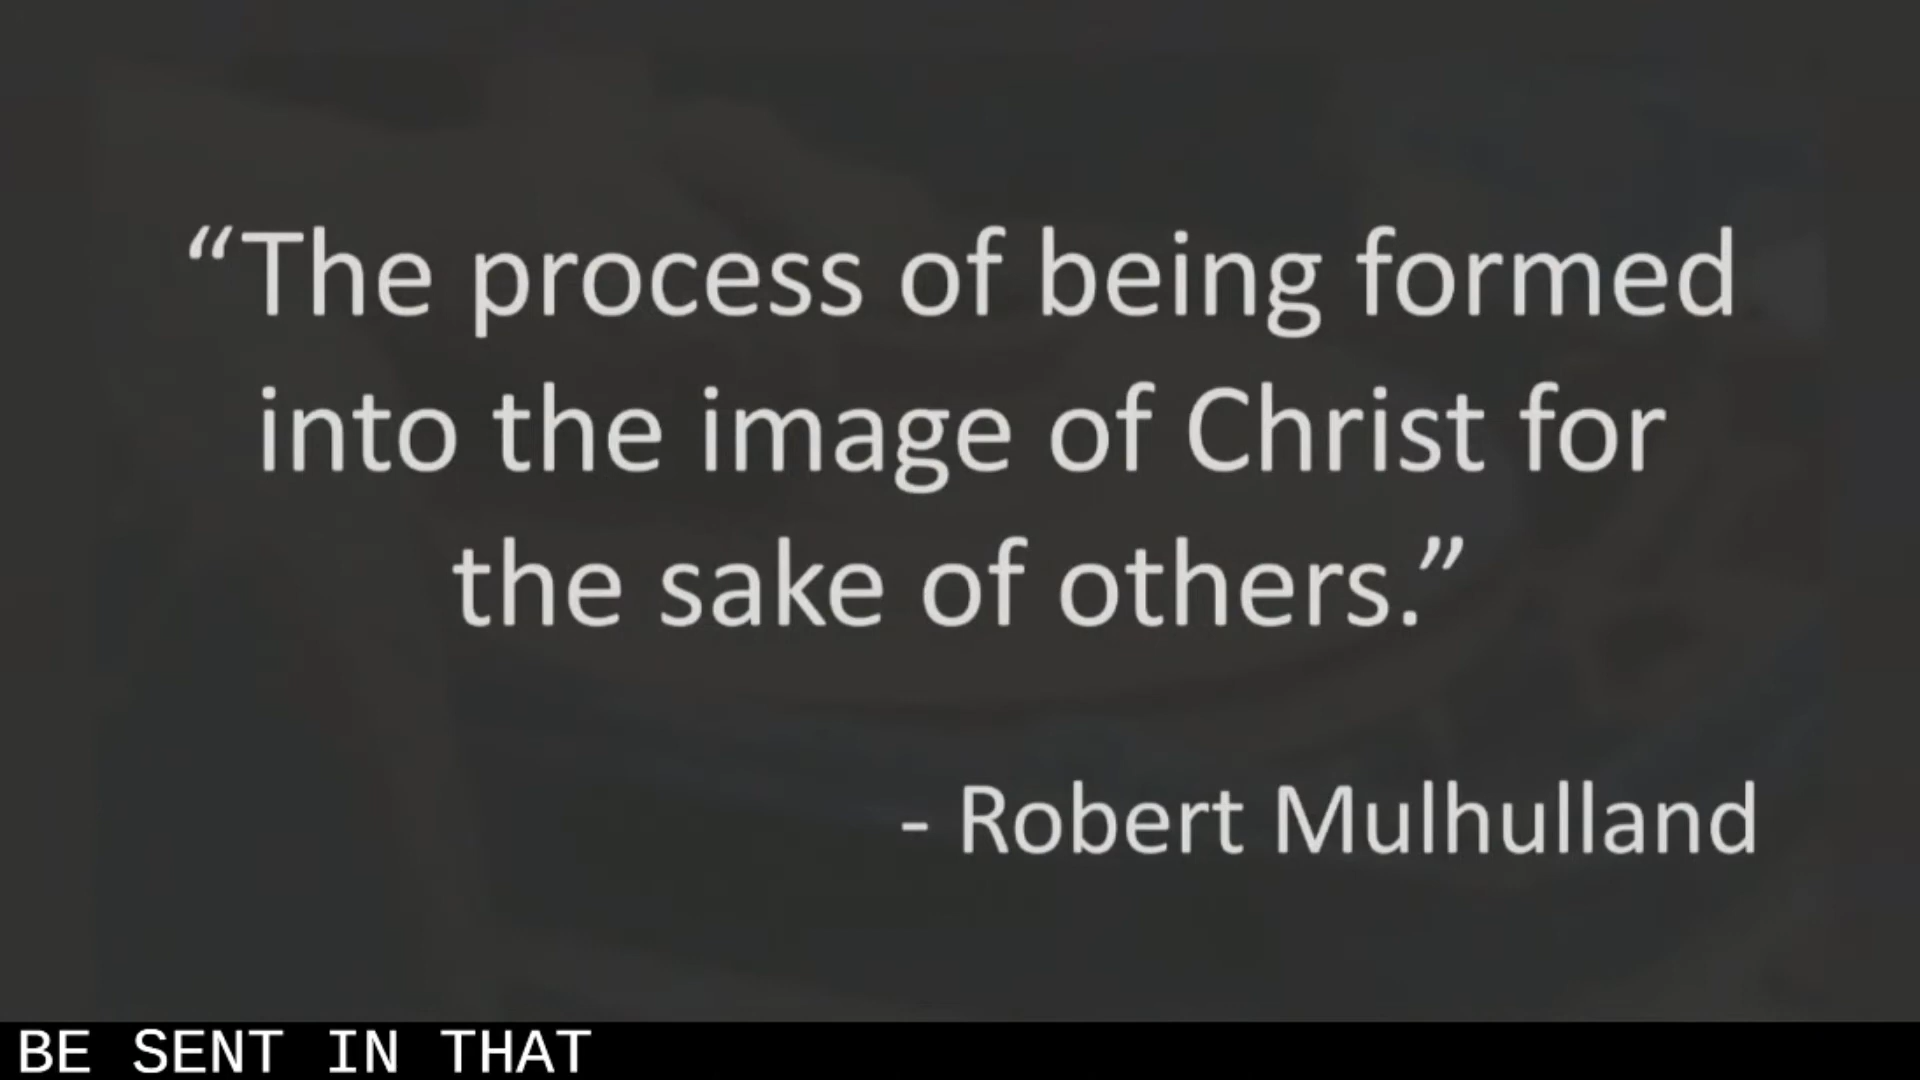 “The process of being formed
into the image of Christ for
the sake of others.”
- Robert Mulhulland
BE SENT IN THAT